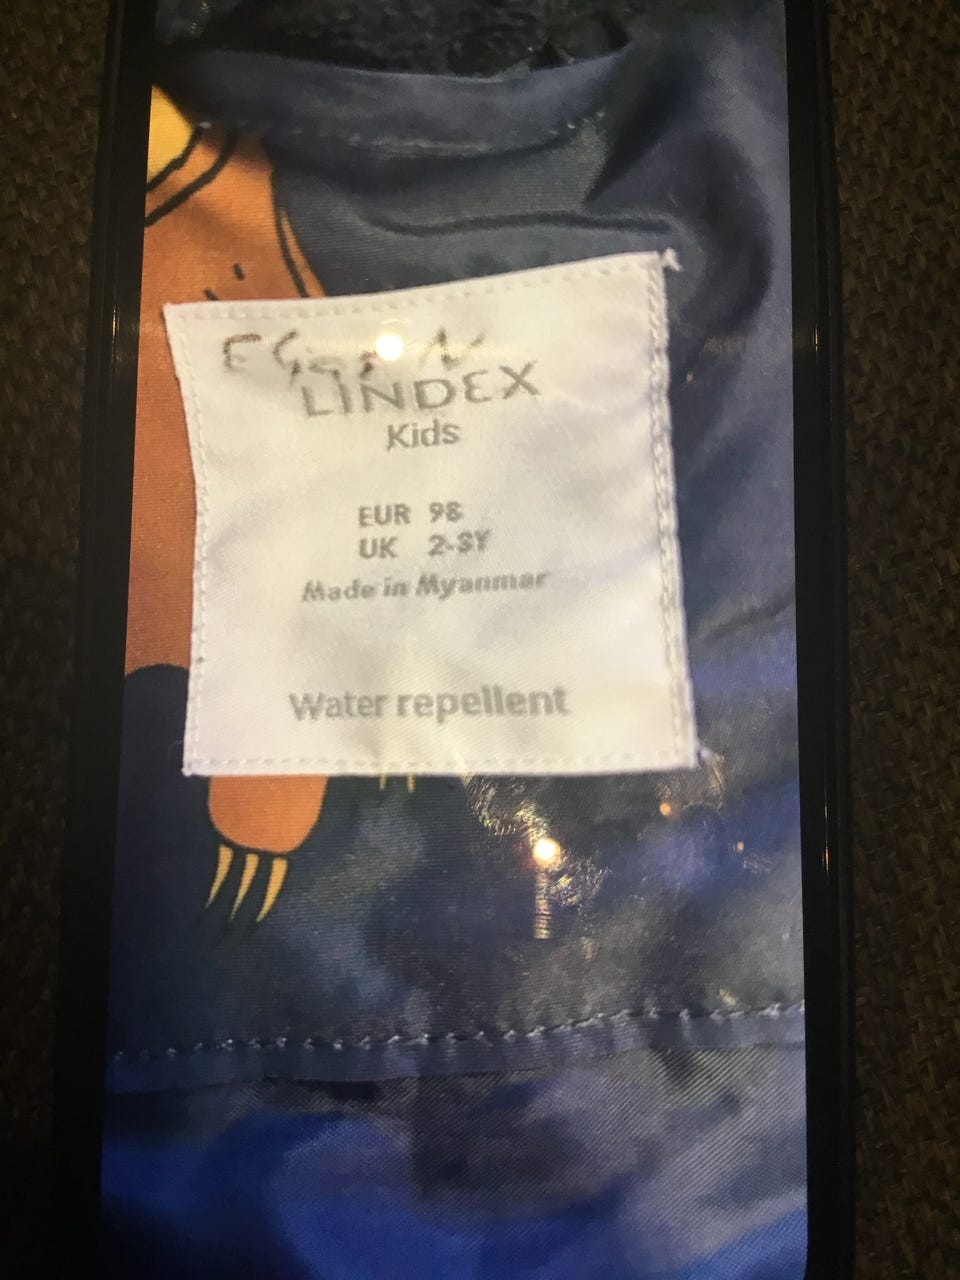 LINDEX
Kids
EUR 98
UK 2-3Y
Made in Myanmar
Water repellent